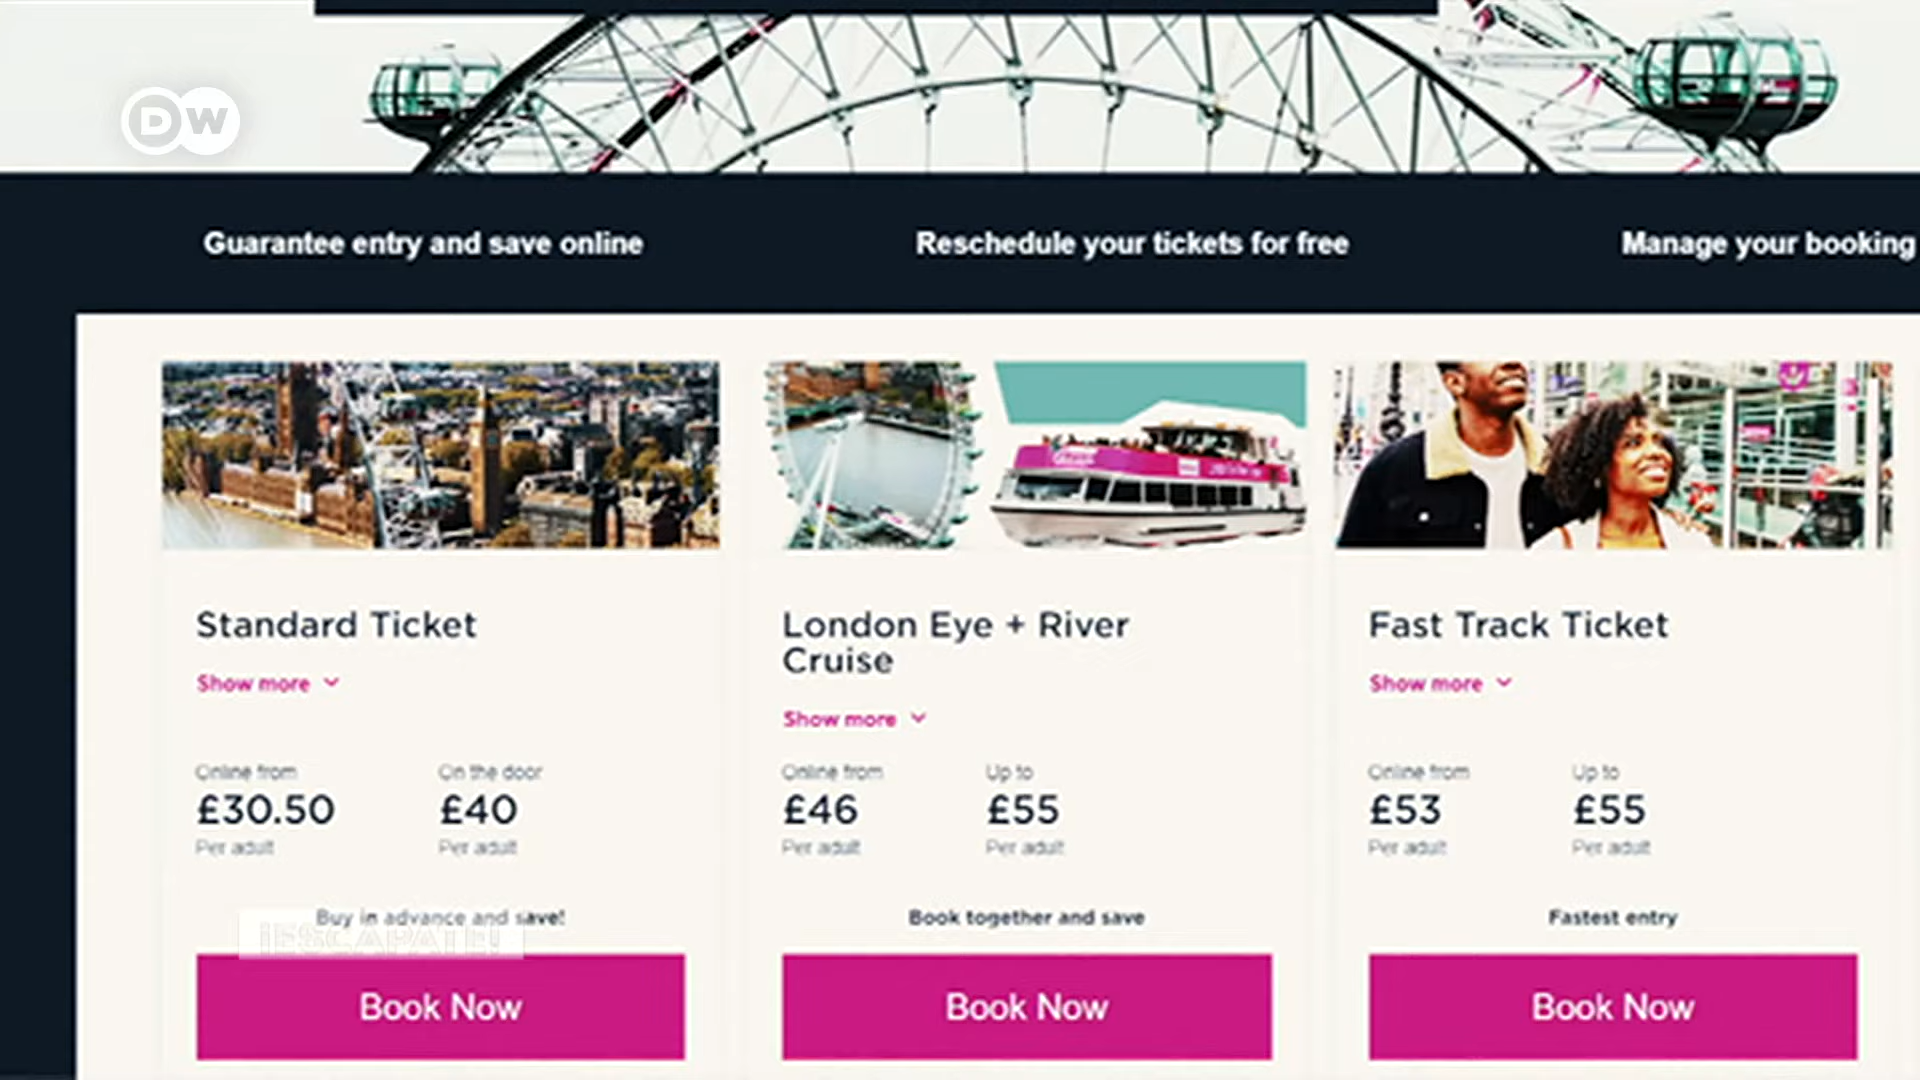 DW
Guarantee entry and save online
Reschedule your tickets for free
Manage your booking
Standard Ticket
Show more
Online from
On the door
£30.50
£40
Per adult
Per adult
Buy in advance and save!
Book Now
London Eye + River
Cruise
Show more
Online from
Up to
£46
£55
Per adult
Per adult
Book together and save
Book Now
Fast Track Ticket
Show more
Online from
Up to
£53
£55
Per adult
Per adult
Fastest entry
Book Now
¡ESCÁPATE!